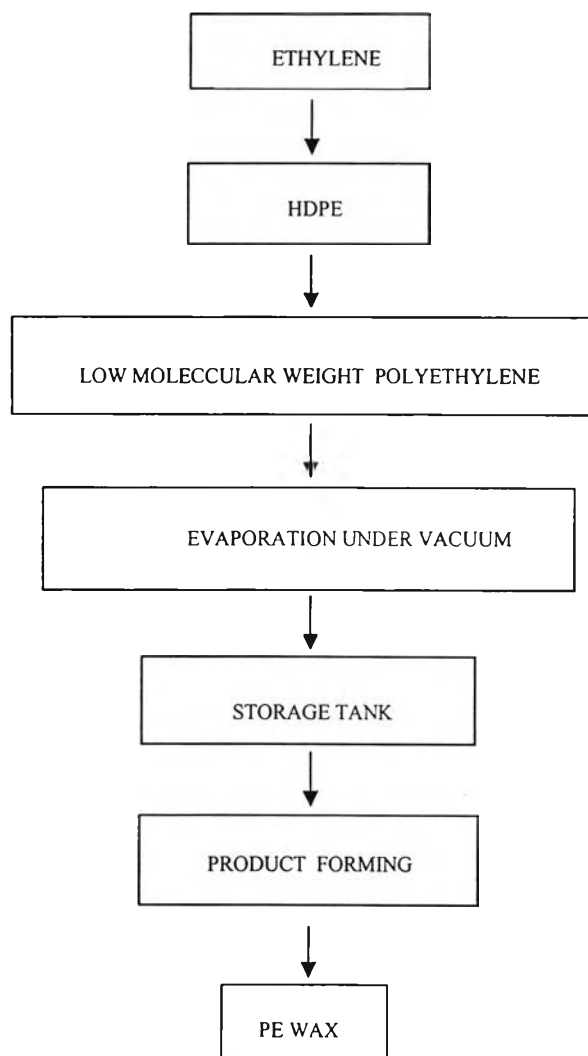 ETHYLENE
HDPE
LOW MOLECCULAR WEIGHT POLYETHYLENE
EVAPORATION UNDER VACUUM
STORAGE TANK
PRODUCT FORMING
PE WAX